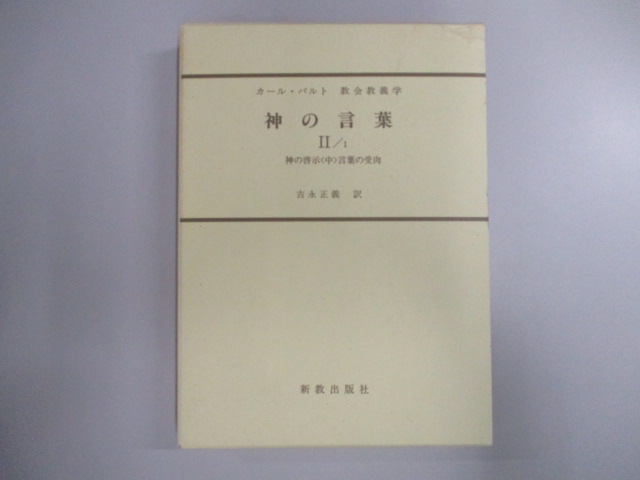 カール・バルト 教会教義学
神の言葉
II/1
神の啓示〈中〉言葉の受肉
吉永正義 訳
新教出版社